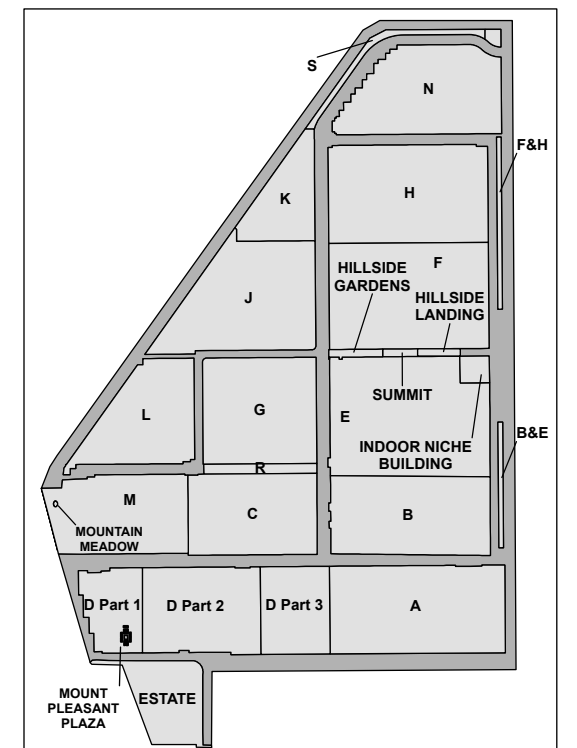 S
N
F&H
K
H
F
HILLSIDE
GARDENS
HILLSIDE
LANDING
J
SUMMIT
L
G
E
INDOOR NICHE
BUILDING
B&E
R
M
C
B
MOUNTAIN
MEADOW
D Part 1
D Part 2
D Part 3
A
MOUNT
PLEASANT
PLAZA
ESTATE